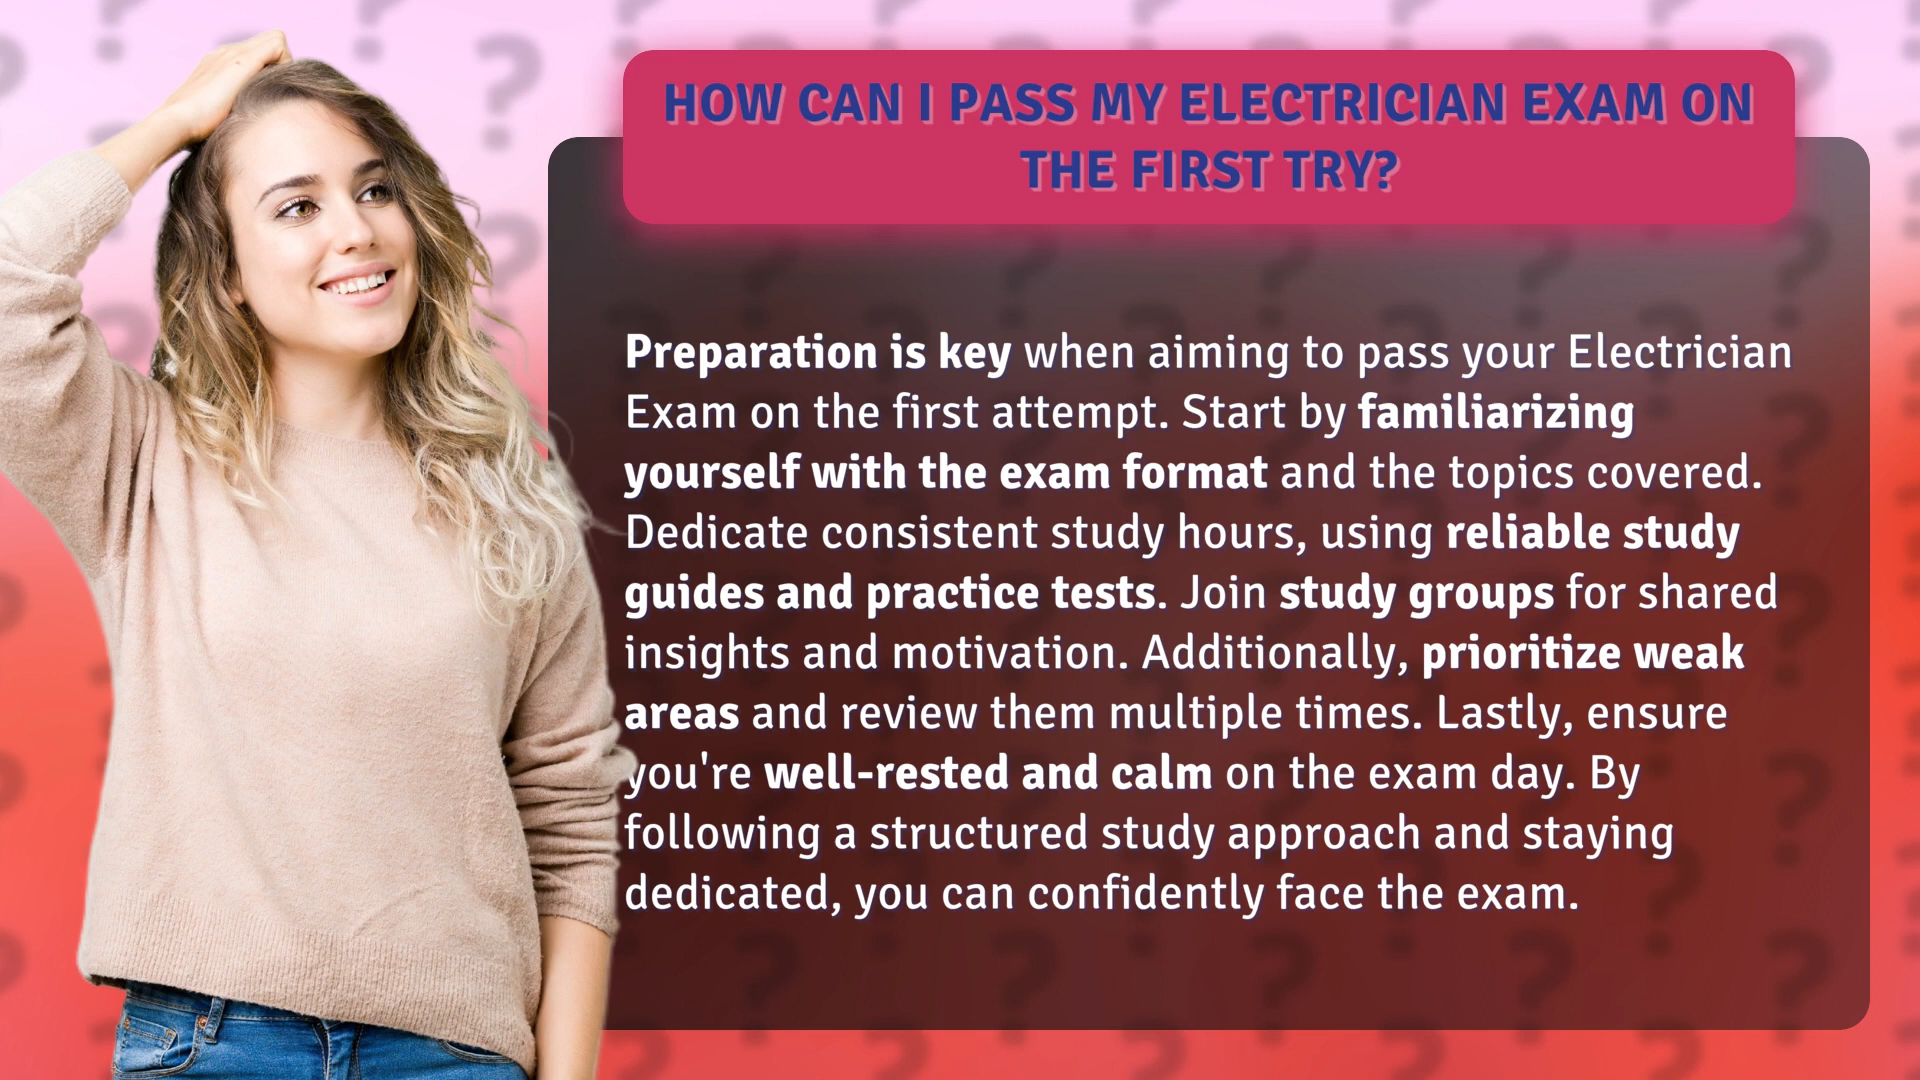 HOW CAN I PASS MY ELECTRICIAN EXAM ON
THE FIRST TRY?
Preparation is key when aiming to pass your Electrician
Exam on the first attempt. Start by familiarizing
yourself with the exam format and the topics covered.
Dedicate consistent study hours, using reliable study
guides and practice tests. Join study groups for shared
insights and motivation. Additionally, prioritize weak
areas and review them multiple times. Lastly, ensure
you're well-rested and calm on the exam day. By
following a structured study approach and staying
dedicated, you can confidently face the exam.